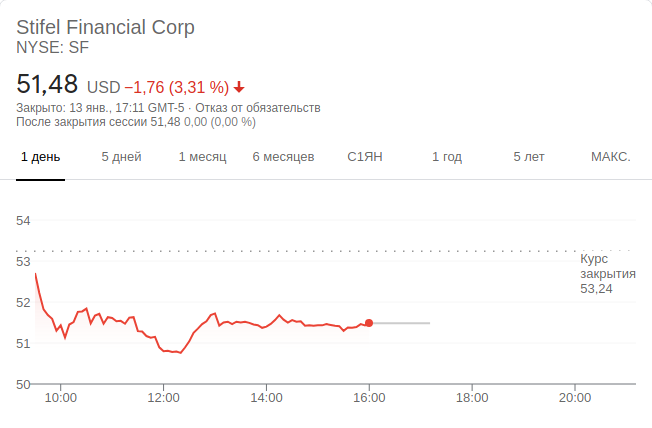 Stifel Financial Corp
NYSE: SF
51,48 USD −1,76 (3,31 %)
Закрыто: 13 янв., 17:11 GMT-5 · Отказ от обязательств
После закрытия сессии 51,48 0,00 (0,00 %)
1 день 5 дней 1 месяц 6 месяцев С1ЯН 1 год 5 лет МАКС.
54
53
52
51
50
Курс
закрытия
53,24
10:00 12:00 14:00 16:00 18:00 20:00